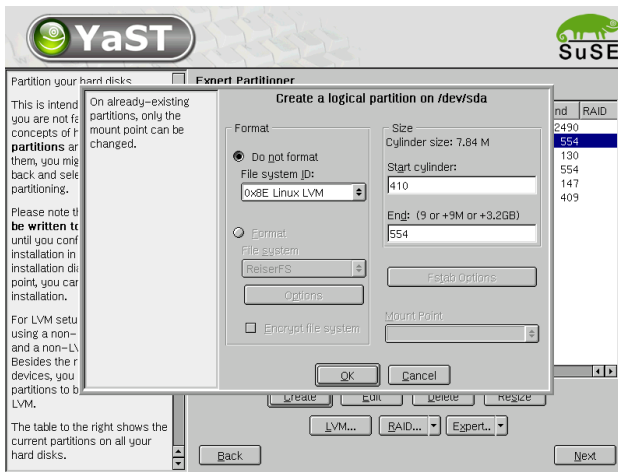 YaST
SuSE
Partition your hard disks
Expert Partitioner
This is intend
you are not fa
concepts of h
partitions an
them, you mig
back and sele
partitioning.
Please note th
be written to
until you conf
installation in
installation dia
point, you can
installation.
For LVM setu
using a non-
and a non-LV
Besides the r
devices, you
partitions to b
LVM.
The table to the right shows the
current partitions on all your
hard disks.
nd RAID
2490
554
130
554
147
409
On already-existing
partitions, only the
mount point can be
changed.
Create a logical partition on /dev/sda
Format
Do not format
File system ID:
0x8E Linux LVM
Format
File system
ReiserFS
Options
Encrypt file system
Size
Cylinder size: 7.84 M
Start cylinder:
410
End: (9 or +9M or +3.2GB)
554
Fstab Options
Mount Point
OK Cancel
Create Edit Delete Resize
LVM... RAID... Expert..
Back Next